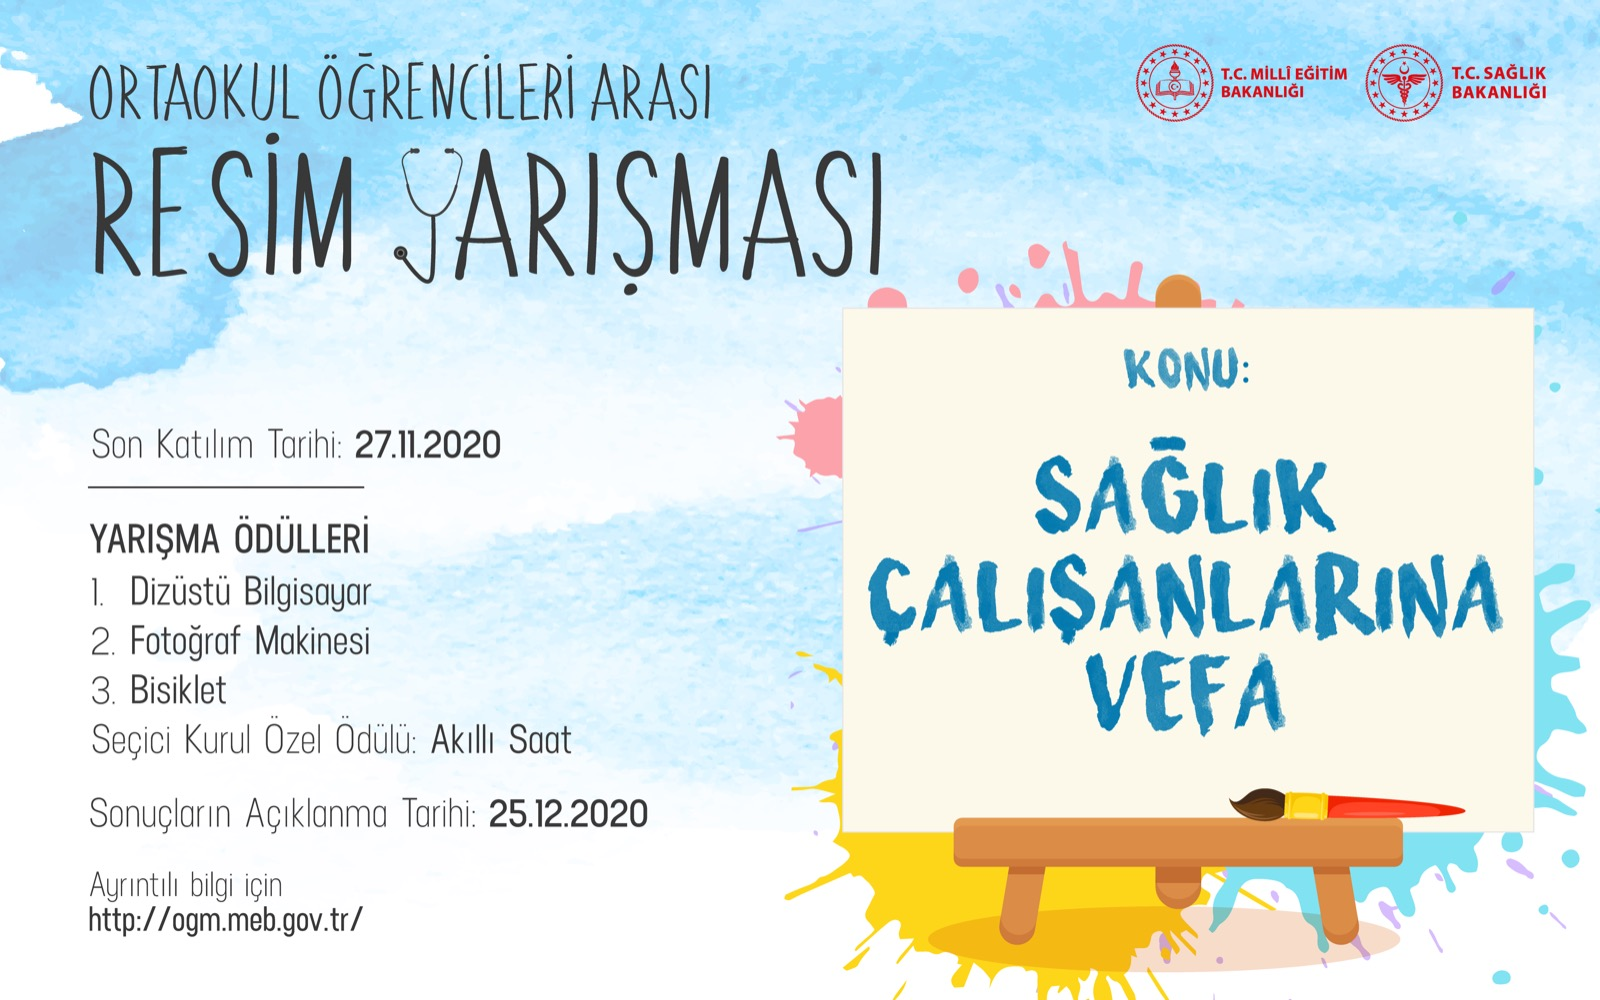 ORTAOKUL ÖĞRENCİLERİ ARASI
RESİM YARIŞMASI
T.C. MİLLÎ EĞİTİM
BAKANLIĞI
T.C. SAĞLIK
BAKANLIĞI
Son Katılım Tarihi: 27.11.2020
YARIŞMA ÖDÜLLERİ
1. Dizüstü Bilgisayar
2. Fotoğraf Makinesi
3. Bisiklet
Seçici Kurul Özel Ödülü: Akıllı Saat
Sonuçların Açıklanma Tarihi: 25.12.2020
Ayrıntılı bilgi için
http://ogm.meb.gov.tr/
KONU:
SAĞLIK
ÇALIŞANLARINA
VEFA